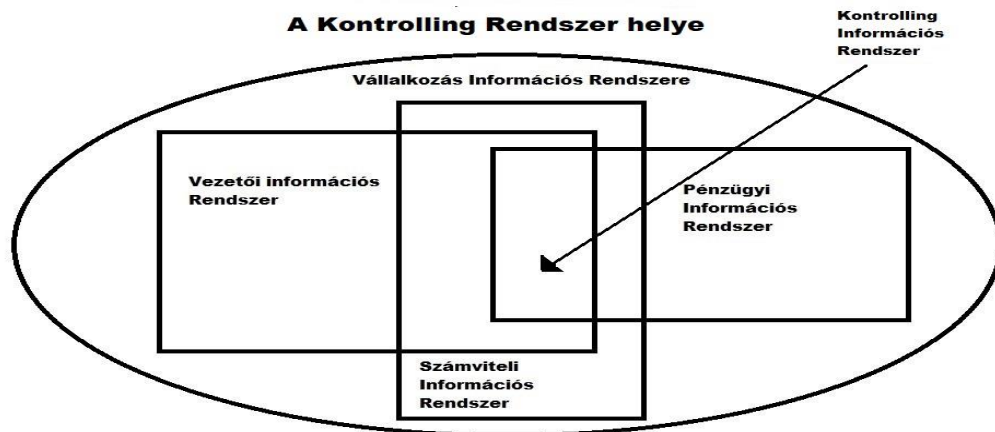 A Kontrolling Rendszer helye
Kontrolling
Információs
Rendszer
Vállalkozás Információs Rendszere
Vezetői információs
Rendszer
Pénzügyi
Információs
Rendszer
Számviteli
Információs
Rendszer